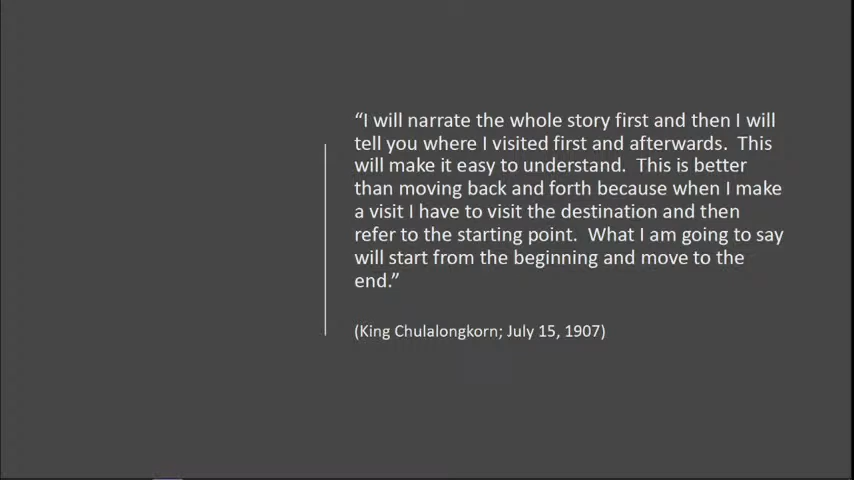 “I will narrate the whole story first and then I will
tell you where I visited first and afterwards.  This
will make it easy to understand.  This is better
than moving back and forth because when I make
a visit I have to visit the destination and then
refer to the starting point.  What I am going to say
will start from the beginning and move to the
end.”
(King Chulalongkorn; July 15, 1907)